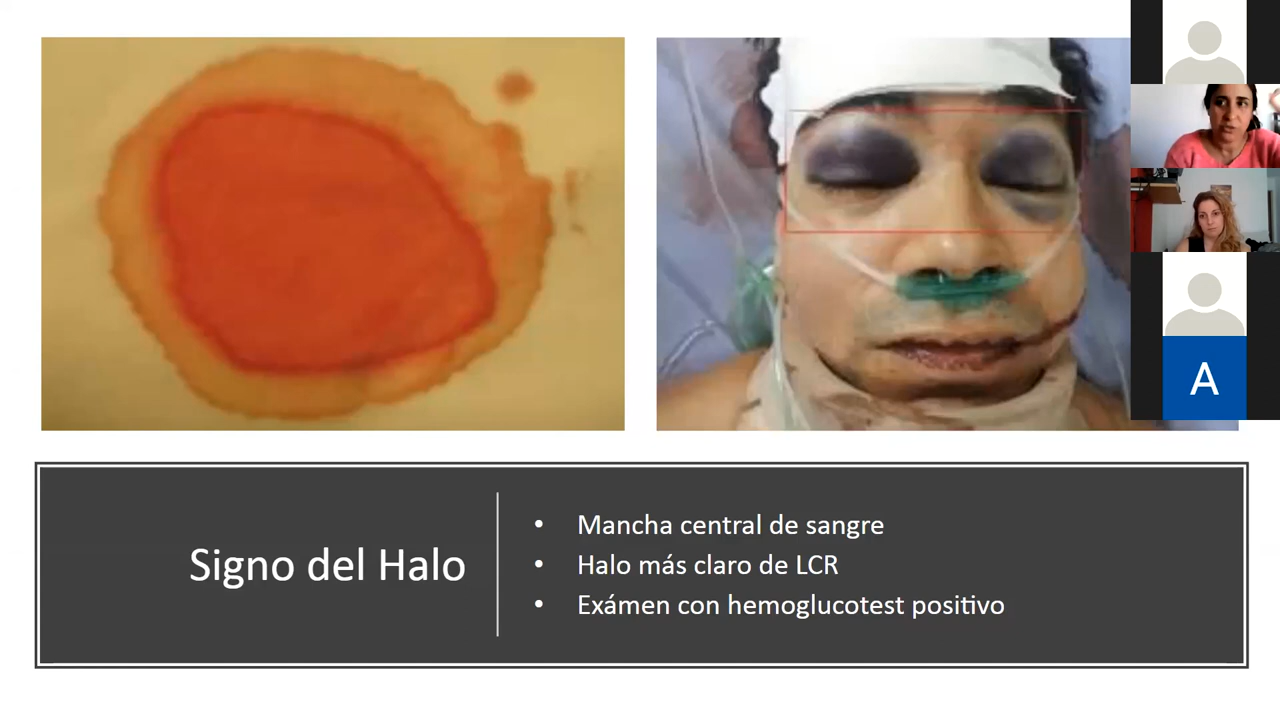 A
Signo del Halo
• Mancha central de sangre
• Halo más claro de LCR
• Exámen con hemoglucotest positivo